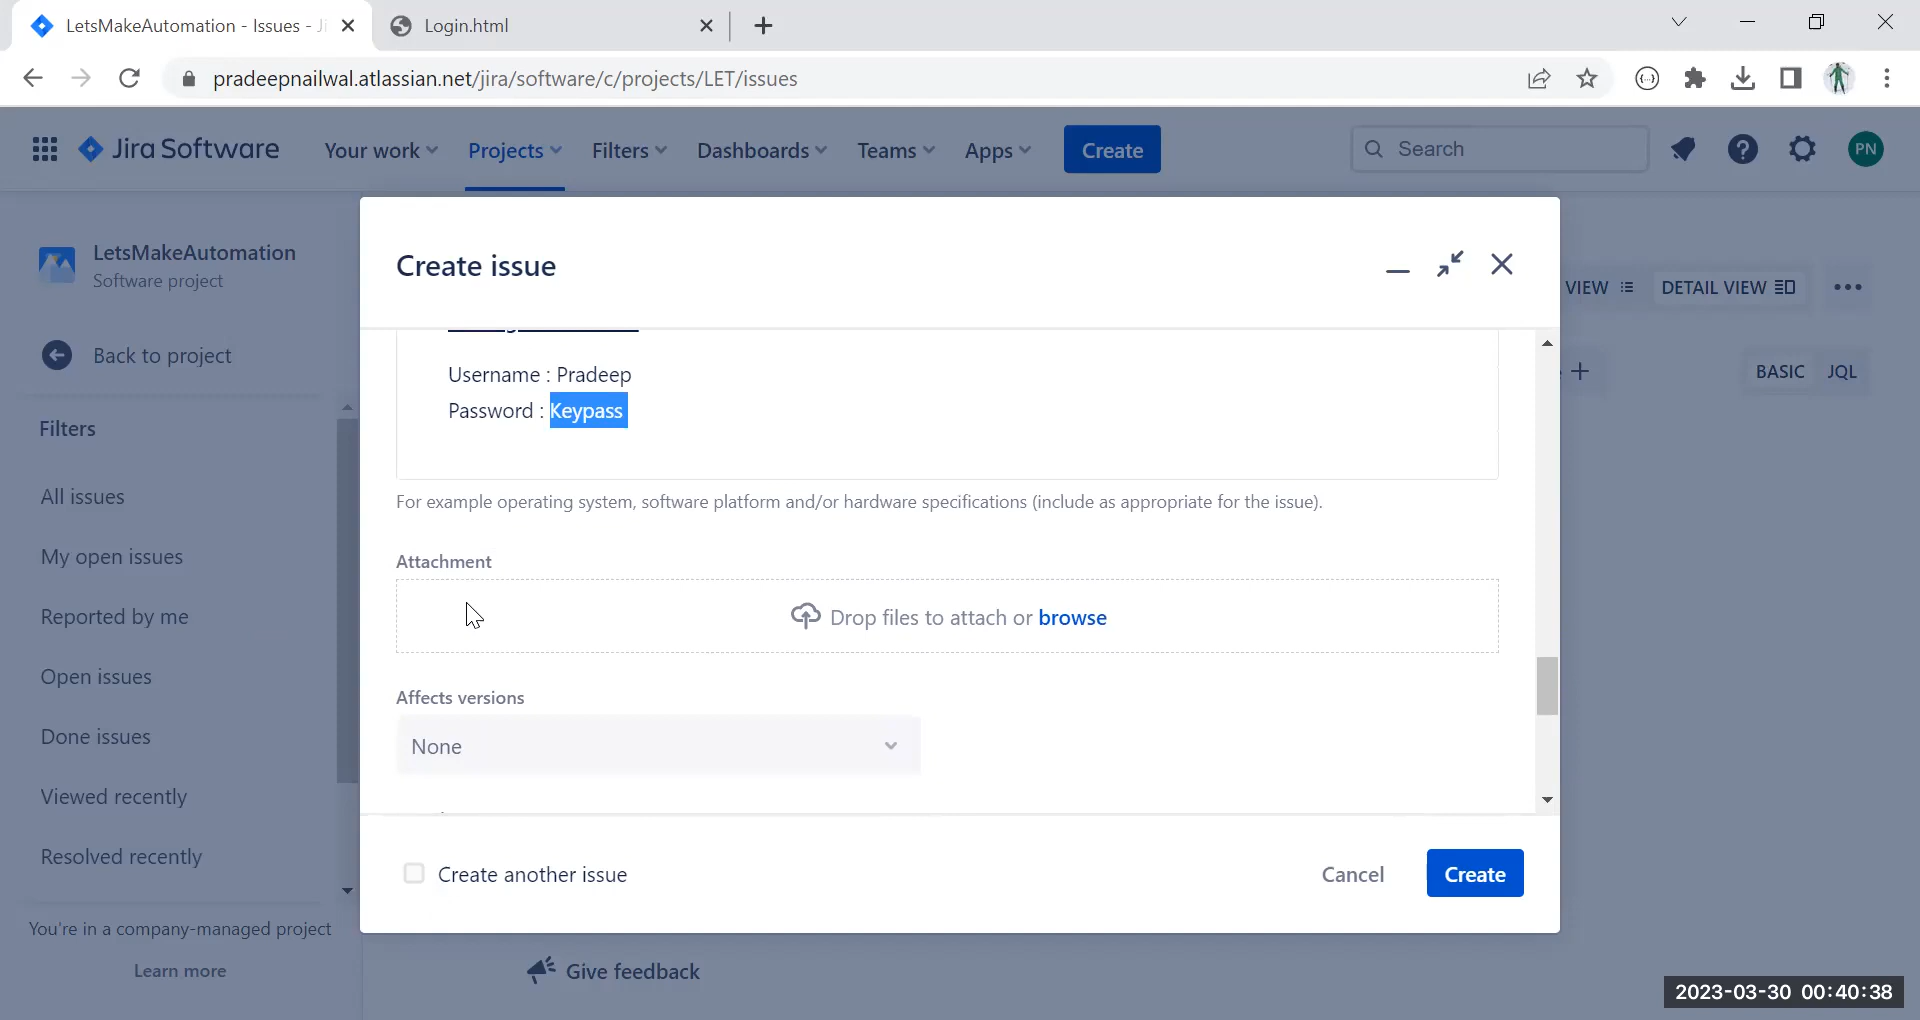 LetsMakeAutomation - Issues - Ji
Login.html
pradeepnailwal.atlassian.net/jira/software/c/projects/LET/issues
Jira Software
Your work
Projects
Filters
Dashboards
Teams
Apps
Create
Search
PN
LetsMakeAutomation
Software project
Back to project
Filters
All issues
My open issues
Reported by me
Open issues
Done issues
Viewed recently
Resolved recently
You're in a company-managed project
Learn more
VIEW
DETAIL VIEW
BASIC
JQL
Create issue
Username : Pradeep
Password : Keypass
For example operating system, software platform and/or hardware specifications (include as appropriate for the issue).
Attachment
Drop files to attach or browse
Affects versions
None
Create another issue
Cancel
Create
Give feedback
2023-03-30 00:40:38